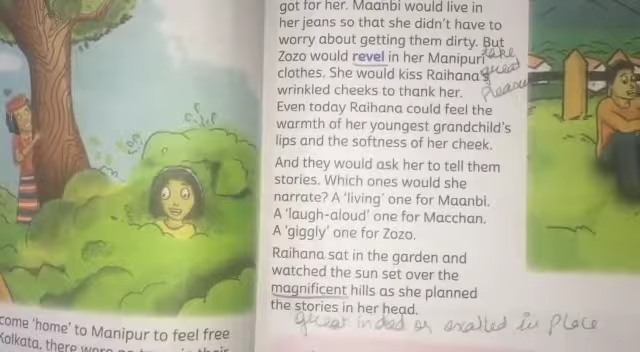 got for her. Maanbi would live in
her jeans so that she didn't have to
worry about getting them dirty. But
Zozo would revel in her Manipuri
take
clothes. She would kiss Raihana's
great
wrinkled cheeks to thank her.
pleasure
Even today Raihana could feel the
warmth of her youngest grandchild's
lips and the softness of her cheek.
And they would ask her to tell them
stories. Which ones would she
narrate? A 'living' one for Maanbi.
A 'laugh-aloud' one for Macchan.
A 'giggly' one for Zozo.
Raihana sat in the garden and
watched the sun set over the
magnificent hills as she planned
the stories in her head.
great in ded or exalted in place
come 'home' to Manipur to feel free
Kolkata, there were no